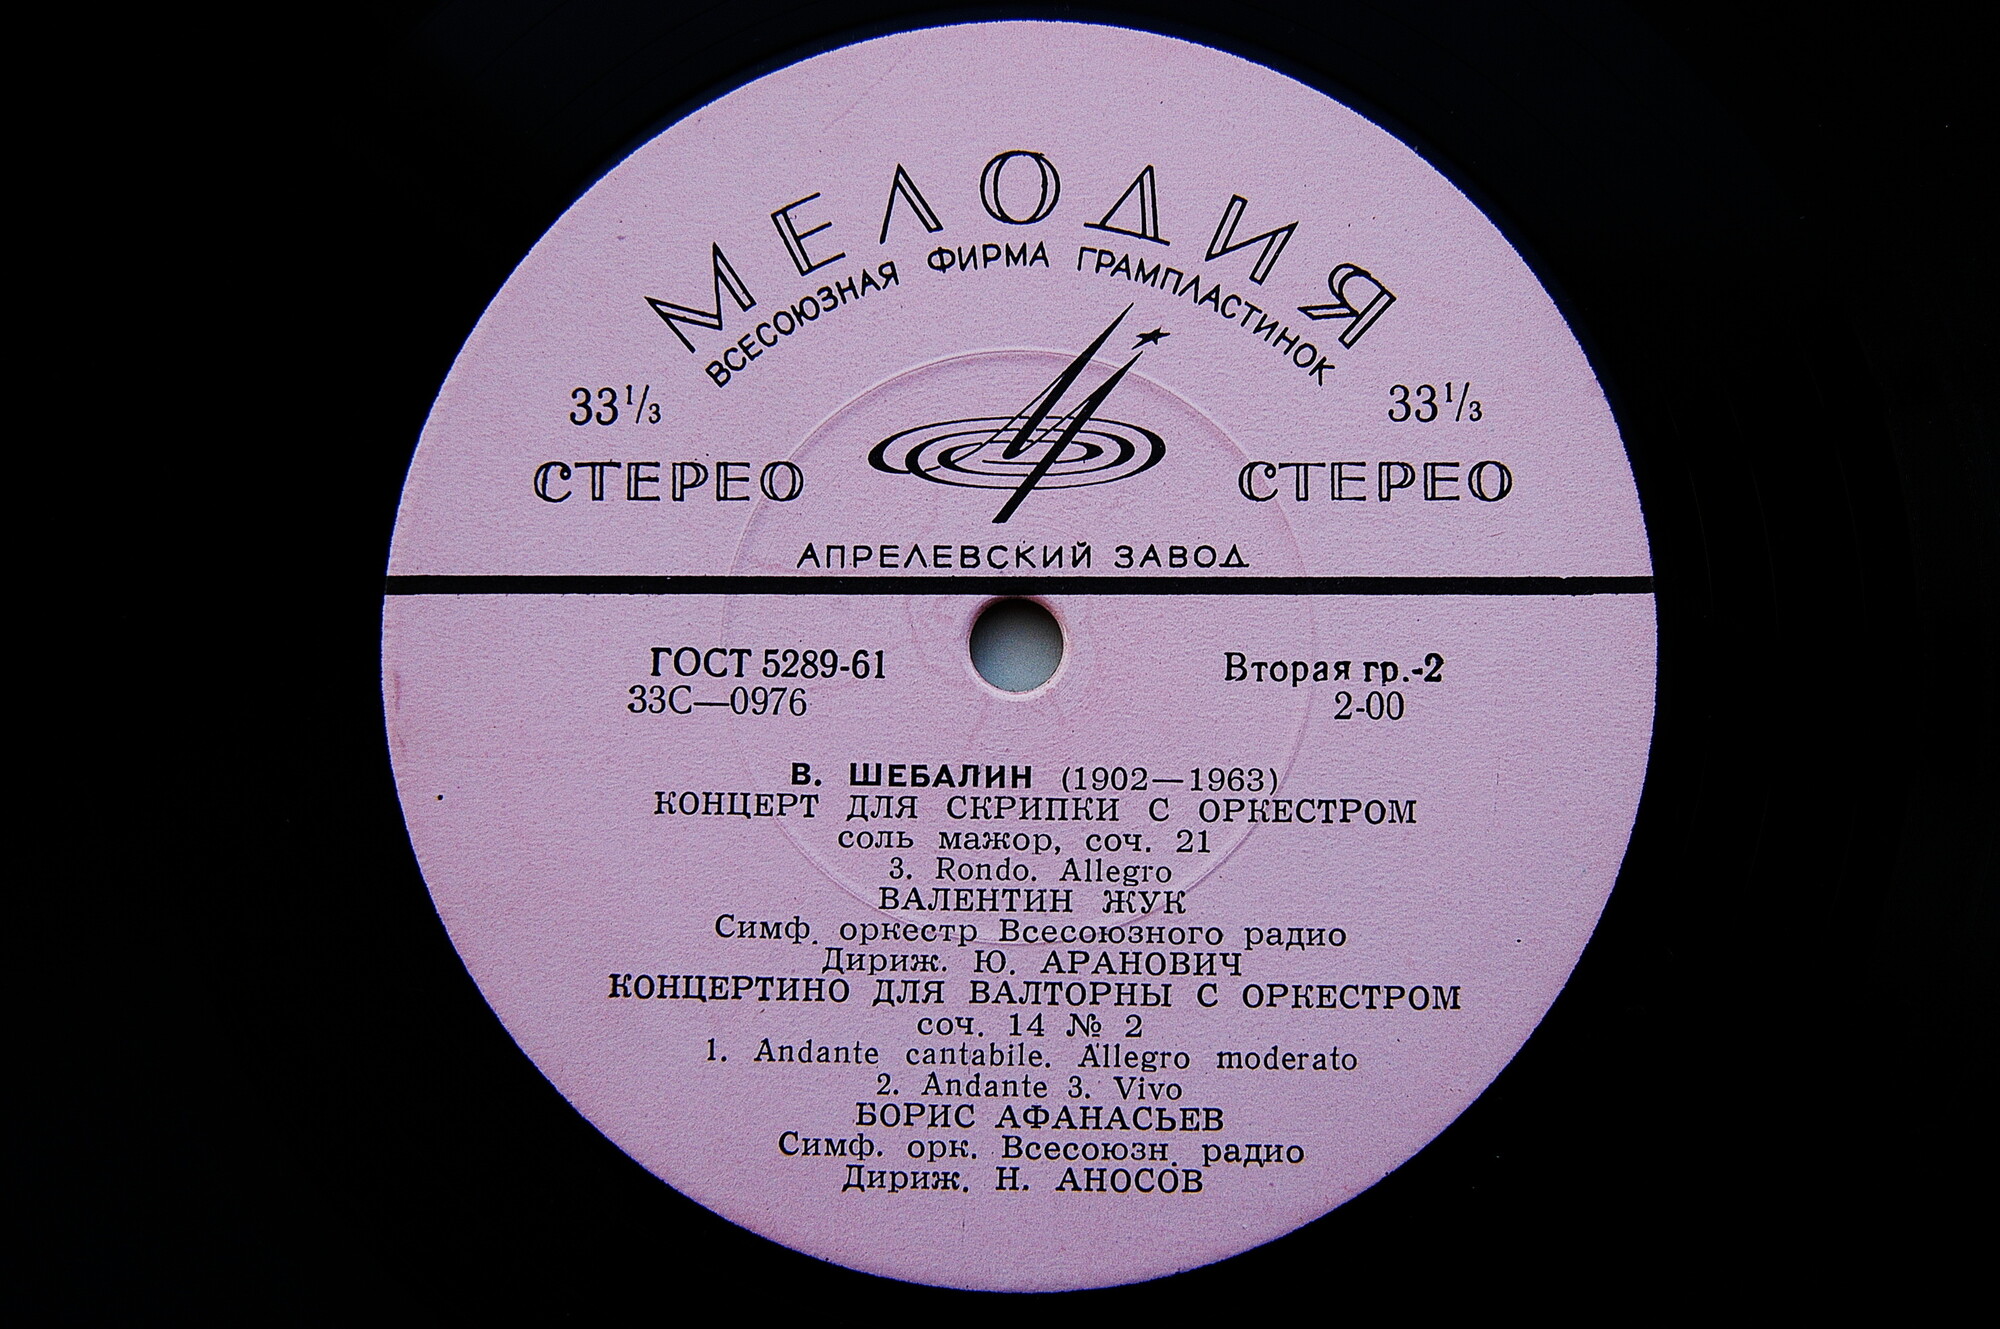 МЕЛОДИЯ
ВСЕСОЮЗНАЯ ФИРМА ГРАМПЛАСТИНОК
33⅓ 33⅓
СТЕРЕО СТЕРЕО
АПРЕЛЕВСКИЙ ЗАВОД
ГОСТ 5289-61 Вторая гр.-2
33С—0976 2-00
В. ШЕБАЛИН (1902—1963)
КОНЦЕРТ ДЛЯ СКРИПКИ С ОРКЕСТРОМ
соль мажор, соч. 21
3. Rondo. Allegro
ВАЛЕНТИН ЖУК
Симф. оркестр Всесоюзного радио
Дириж. Ю. АРАНОВИЧ
КОНЦЕРТИНО ДЛЯ ВАЛТОРНЫ С ОРКЕСТРОМ
соч. 14 № 2
1. Andante cantabile. Allegro moderato
2. Andante 3. Vivo
БОРИС АФАНАСЬЕВ
Симф. орк. Всесоюзн. радио
Дириж. Н. АНОСОВ